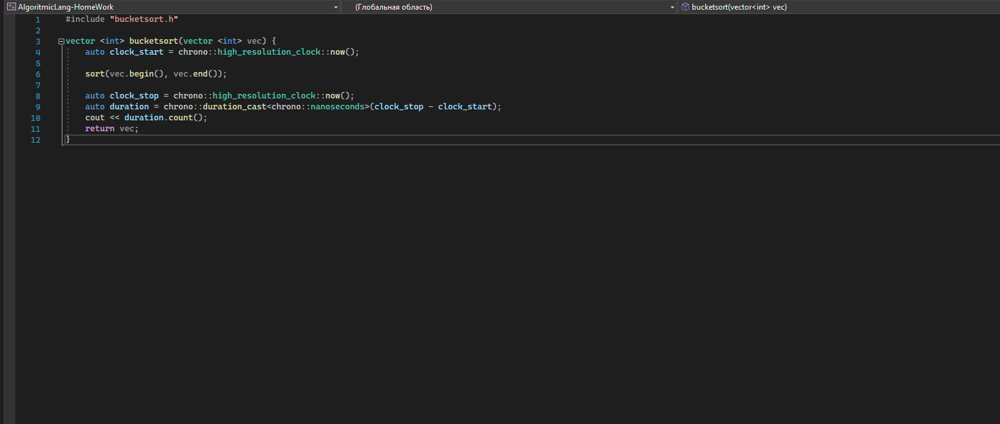 AlgoritmicLang-HomeWork (Глобальная область) bucketsort(vector<int> vec)
1 #include "bucketsort.h"
2
3 vector <int> bucketsort(vector <int> vec) {
4 auto clock_start = chrono::high_resolution_clock::now();
5
6 sort(vec.begin(), vec.end());
7
8 auto clock_stop = chrono::high_resolution_clock::now();
9 auto duration = chrono::duration_cast<chrono::nanoseconds>(clock_stop - clock_start);
10 cout << duration.count();
11 return vec;
12 }